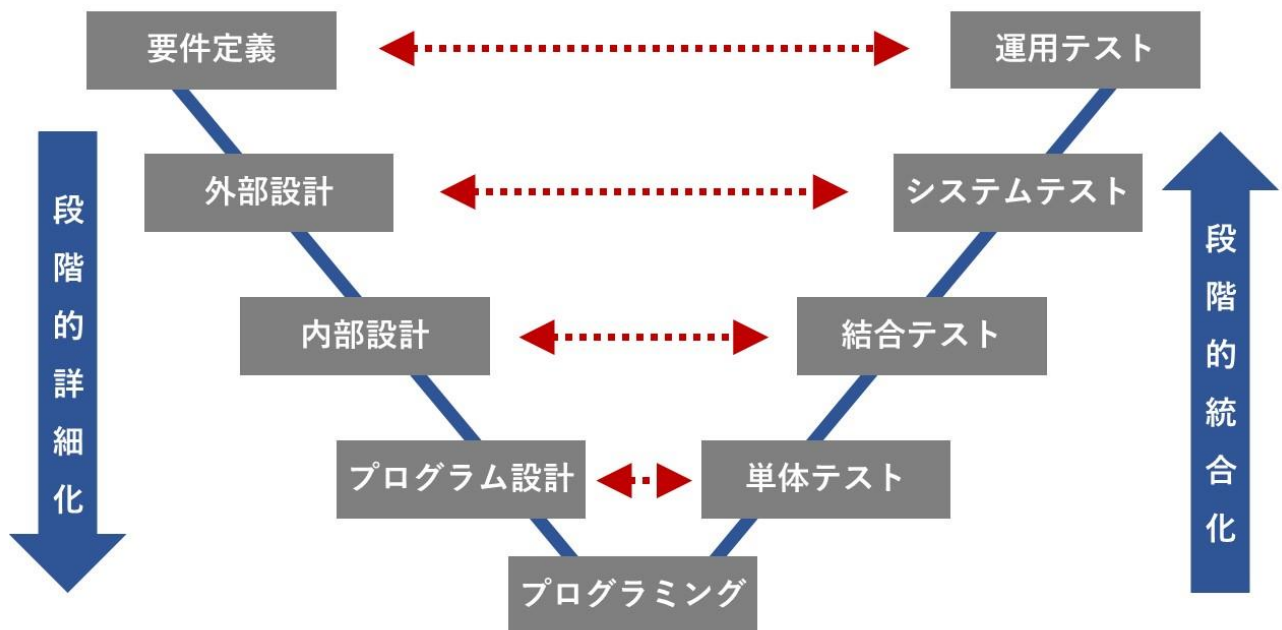 要件定義
運用テスト
外部設計
システムテスト
段階的詳細化
段階的統合化
内部設計
結合テスト
プログラム設計
単体テスト
プログラミング